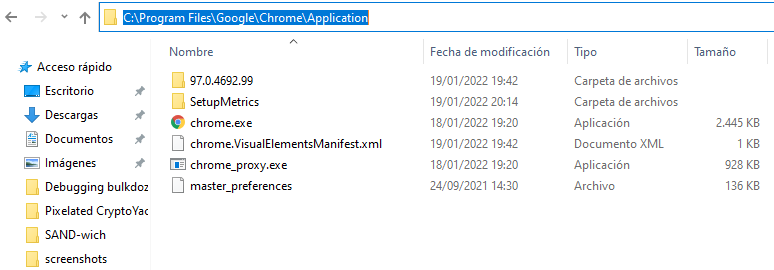 C:\Program Files\Google\Chrome\Application
Nombre Fecha de modificación Tipo Tamaño
Acceso rápido
Escritorio
Descargas
Documentos
Imágenes
Debugging bulkdoz
Pixelated CryptoYac
SAND-wich
screenshots
97.0.4692.99 19/01/2022 19:42 Carpeta de archivos
SetupMetrics 19/01/2022 20:14 Carpeta de archivos
chrome.exe 18/01/2022 19:20 Aplicación 2.445 KB
chrome.VisualElementsManifest.xml 19/01/2022 19:42 Documento XML 1 KB
chrome_proxy.exe 18/01/2022 19:20 Aplicación 928 KB
master_preferences 24/09/2021 14:30 Archivo 136 KB